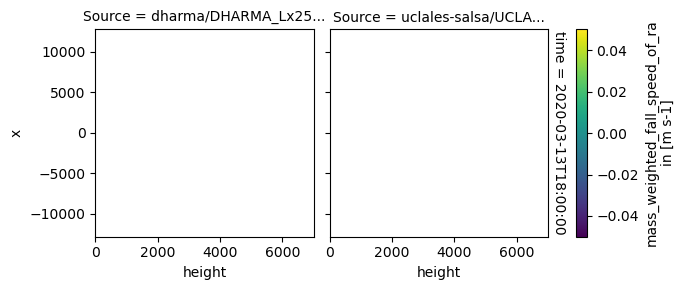 Source = dharma/DHARMA_Lx25...
Source = uclales-salsa/UCLA...
10000
5000
0
−5000
−10000
x
0
2000
4000
6000
height
0
2000
4000
6000
height
time = 2020-03-13T18:00:00
0.04
0.02
0.00
−0.02
−0.04
mass_weighted_fall_speed_of_ra
in [m s-1]